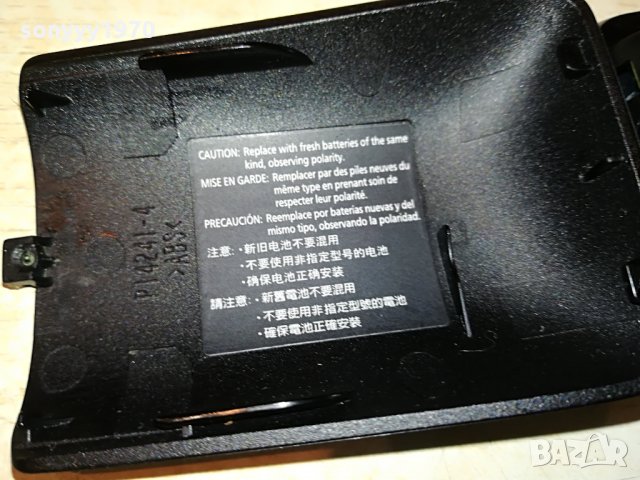 sonyyy1970
CAUTION: Replace with fresh batteries of the same
kind, observing polarity.
MISE EN GARDE: Remplacer par des piles neuves du
même type en prenant soin de
respecter leur polarité.
PRECAUCIÓN: Reemplace por baterías nuevas y del
mismo tipo, observando la polaridad.
注意: ·新旧电池不要混用
·不要使用非指定型号的电池
·确保电池正确安装
請注意: ·新舊電池不要混用
·不要使用非指定型號的電池
·確保電池正確安裝
P14241-4
>ABS<
BAZAR